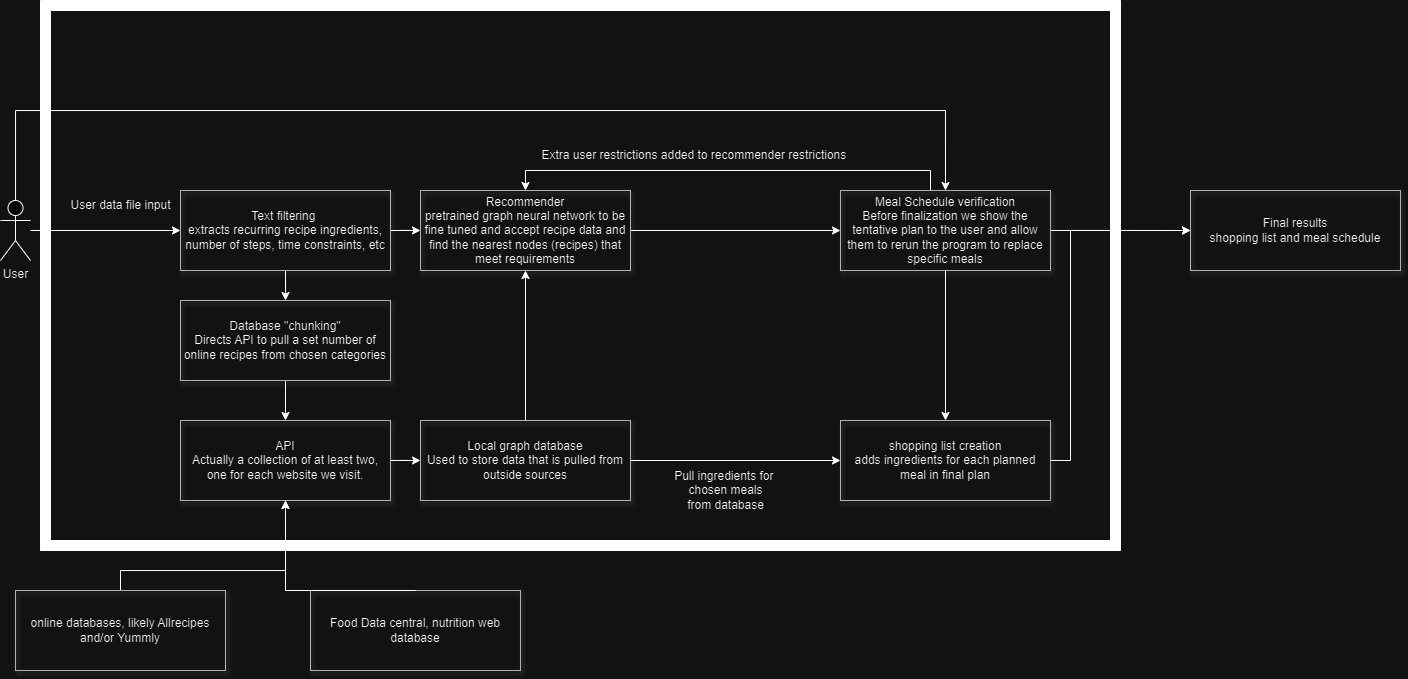 Extra user restrictions added to recommender restrictions
User data file input
User
Text filtering
extracts recurring recipe ingredients,
number of steps, time constraints, etc
Recommender
pretrained graph neural network to be
fine tuned and accept recipe data and
find the nearest nodes (recipes) that
meet requirements
Meal Schedule verification
Before finalization we show the
tentative plan to the user and allow
them to rerun the program to replace
specific meals
Final results
shopping list and meal schedule
Database "chunking"
Directs API to pull a set number of
online recipes from chosen categories
API
Actually a collection of at least two,
one for each website we visit.
Local graph database
Used to store data that is pulled from
outside sources
Pull ingredients for
chosen meals
from database
shopping list creation
adds ingredients for each planned
meal in final plan
online databases, likely Allrecipes
and/or Yummly
Food Data central, nutrition web
database